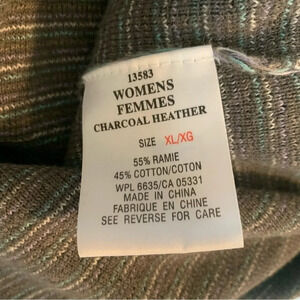 13583
WOMENS
FEMMES
CHARCOAL HEATHER
SIZE XL/XG
55% RAMIE
45% COTTON/COTON
WPL 6635/CA 05331
MADE IN CHINA
FABRIQUE EN CHINE
SEE REVERSE FOR CARE